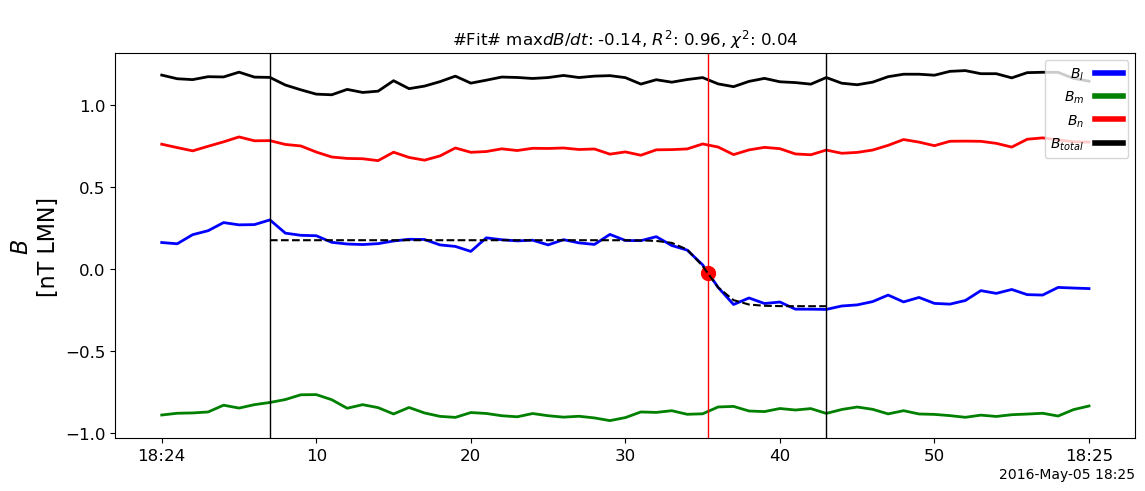 #Fit# maxdB/dt: -0.14, R²: 0.96, χ²: 0.04
B
[nT LMN]
1.0
0.5
0.0
−0.5
−1.0
B_l
B_m
B_n
B_total
18:24 10 20 30 40 50 18:25
2016-May-05 18:25